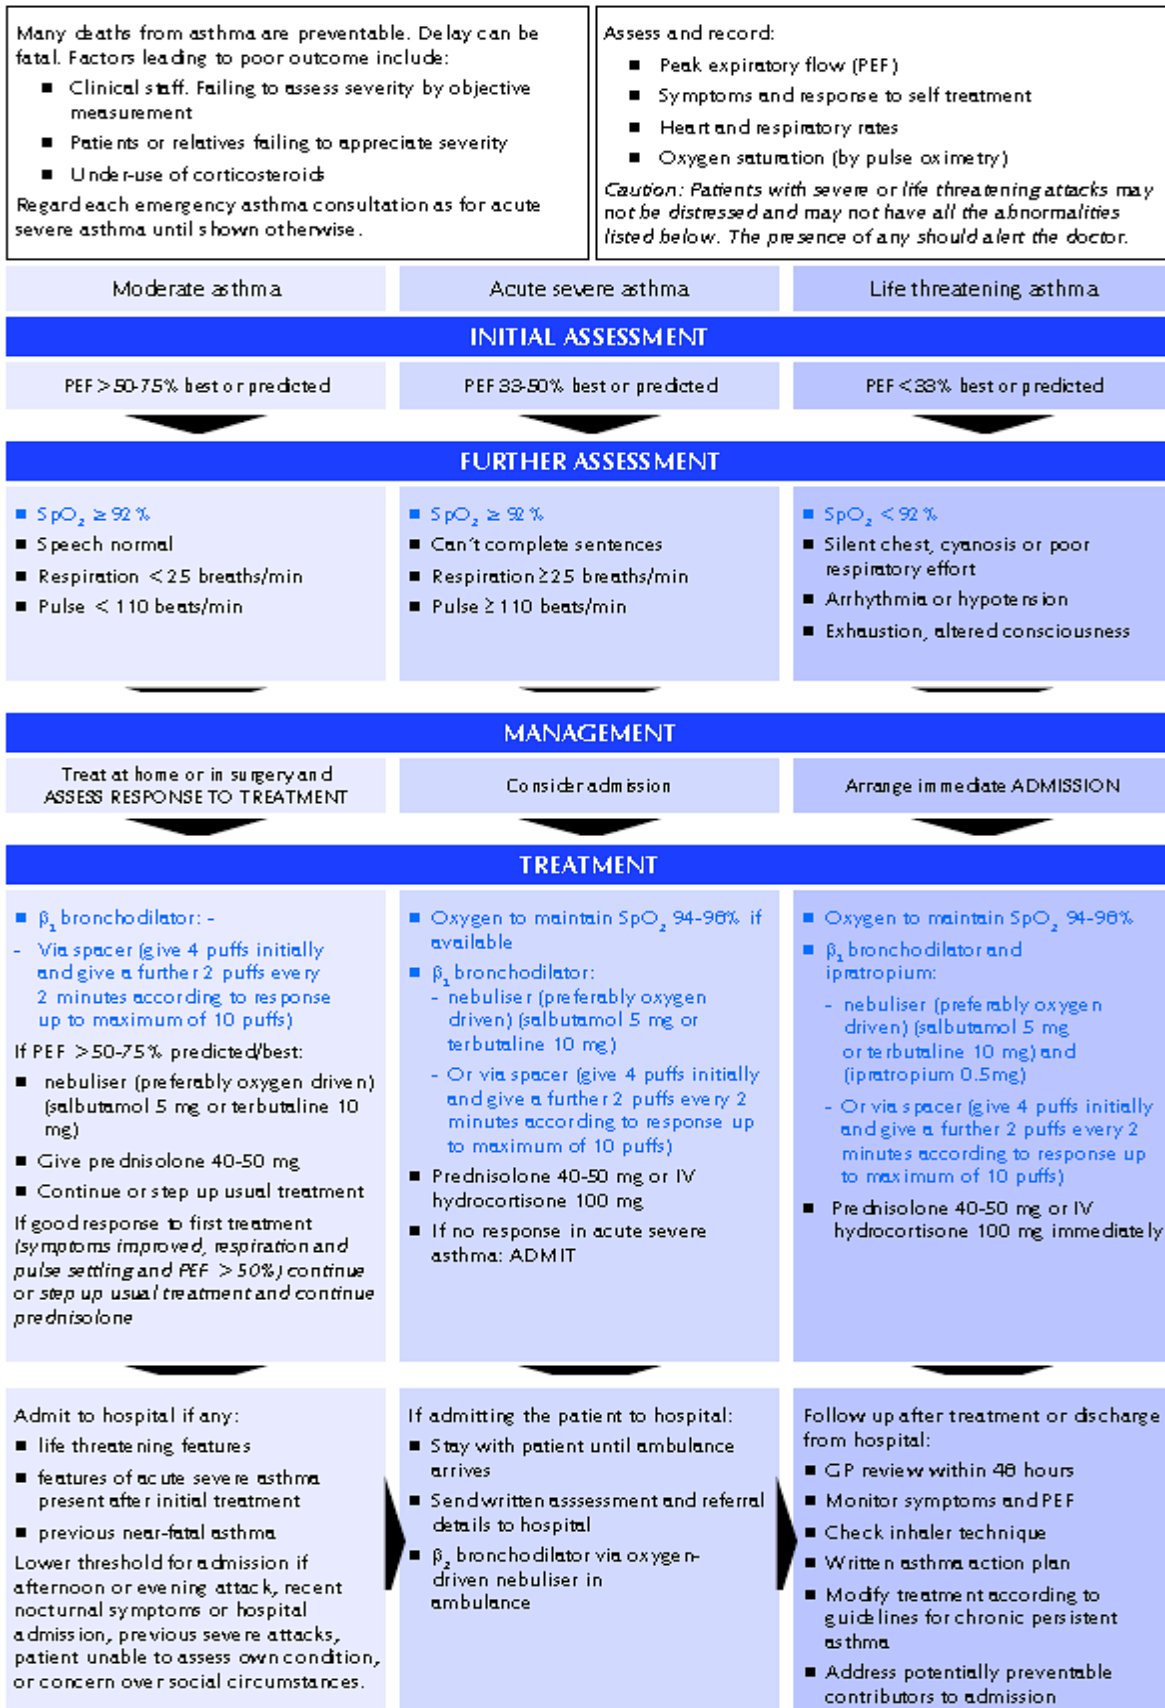 Many deaths from asthma are preventable. Delay can be
fatal. Factors leading to poor outcome include:
■ Clinical staff. Failing to assess severity by objective
measurement
■ Patients or relatives failing to appreciate severity
■ Under-use of corticosteroids
Regard each emergency asthma consultation as for acute
severe asthma until shown otherwise.
Assess and record:
■ Peak expiratory flow (PEF)
■ Symptoms and response to self treatment
■ Heart and respiratory rates
■ Oxygen saturation (by pulse oximetry)
Caution: Patients with severe or life threatening attacks may
not be distressed and may not have all the abnormalities
listed below. The presence of any should alert the doctor.
Moderate asthma
Acute severe asthma
Life threatening asthma
INITIAL ASSESSMENT
PEF >50-75% best or predicted
PEF 33-50% best or predicted
PEF <33% best or predicted
FURTHER ASSESSMENT
■ SpO₂ ≥ 92%
■ Speech normal
■ Respiration < 25 breaths/min
■ Pulse < 110 beats/min
■ SpO₂ ≥ 92%
■ Can't complete sentences
■ Respiration ≥25 breaths/min
■ Pulse ≥ 110 beats/min
■ SpO₂ < 92%
■ Silent chest, cyanosis or poor
respiratory effort
■ Arrhythmia or hypotension
■ Exhaustion, altered consciousness
MANAGEMENT
Treat at home or in surgery and
ASSESS RESPONSE TO TREATMENT
Consider admission
Arrange immediate ADMISSION
TREATMENT
■ β₁ bronchodilator: -
- Via spacer (give 4 puffs initially
and give a further 2 puffs every
2 minutes according to response
up to maximum of 10 puffs)
If PEF >50-75% predicted/best:
■ nebuliser (preferably oxygen driven)
(salbutamol 5 mg or terbutaline 10
mg)
■ Give prednisolone 40-50 mg
■ Continue or step up usual treatment
If good response to first treatment
(symptoms improved, respiration and
pulse settling and PEF >50%) continue
or step up usual treatment and continue
prednisolone
■ Oxygen to maintain SpO₂ 94-98% if
available
■ β₁ bronchodilator:
- nebuliser (preferably oxygen
driven) (salbutamol 5 mg or
terbutaline 10 mg)
- Or via spacer (give 4 puffs initially
and give a further 2 puffs every 2
minutes according to response up
to maximum of 10 puffs)
■ Prednisolone 40-50 mg or IV
hydrocortisone 100 mg
■ If no response in acute severe
asthma: ADMIT
■ Oxygen to maintain SpO₂ 94-98%
■ β₁ bronchodilator and
ipratropium:
- nebuliser (preferably oxygen
driven) (salbutamol 5 mg
or terbutaline 10 mg) and
(ipratropium 0.5mg)
- Or via spacer (give 4 puffs initially
and give a further 2 puffs every 2
minutes according to response up
to maximum of 10 puffs)
■ Prednisolone 40-50 mg or IV
hydrocortisone 100 mg immediately
Admit to hospital if any:
■ life threatening features
■ features of acute severe asthma
present after initial treatment
■ previous near-fatal asthma
Lower threshold for admission if
afternoon or evening attack, recent
nocturnal symptoms or hospital
admission, previous severe attacks,
patient unable to assess own condition,
or concern over social circumstances.
If admitting the patient to hospital:
■ Stay with patient until ambulance
arrives
■ Send written asssessment and referral
details to hospital
■ β₂ bronchodilator via oxygen-
driven nebuliser in
ambulance
Follow up after treatment or discharge
from hospital:
■ GP review within 48 hours
■ Monitor symptoms and PEF
■ Check inhaler technique
■ Written asthma action plan
■ Modify treatment according to
guidelines for chronic persistent
asthma
■ Address potentially preventable
contributors to admission